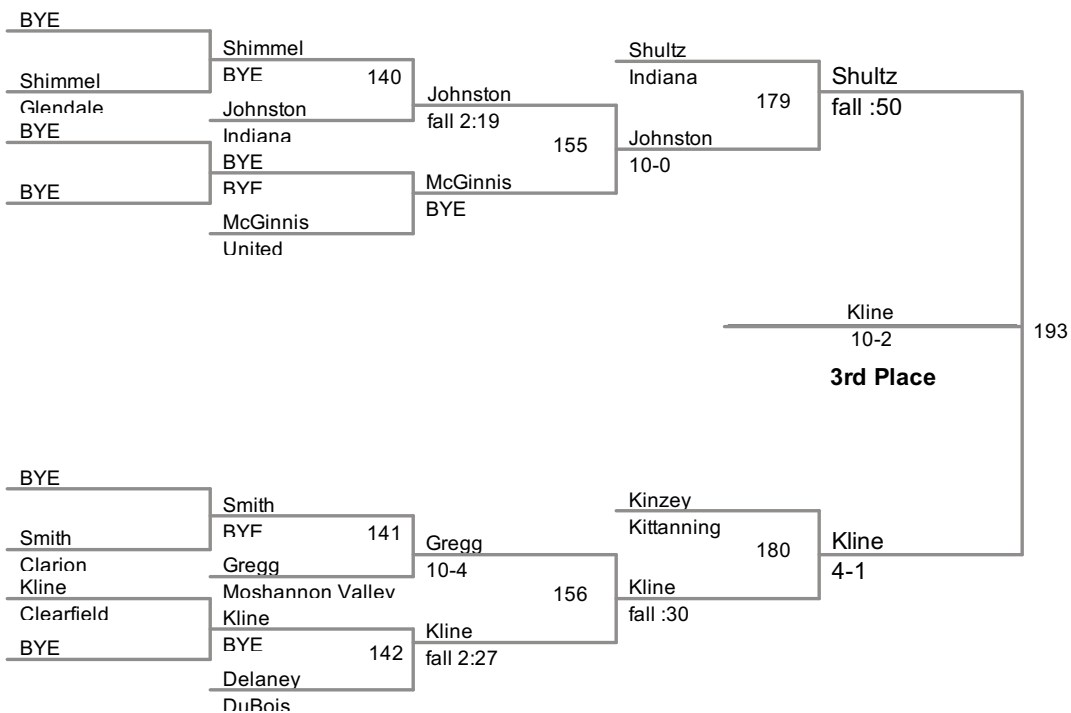 BYE
Shimmel
Glendale
BYE
BYE
Shimmel
BYE
140
Johnston
Indiana
BYE
BYE
McGinnis
United
Johnston
fall 2:19
155
McGinnis
BYE
Shultz
Indiana
179
Johnston
10-0
Shultz
fall :50
Kline
10-2
193
3rd Place
BYE
Smith
Clarion
Kline
Clearfield
BYE
Smith
BYE
141
Gregg
Moshannon Valley
Kline
BYE
142
Delaney
DuBois
Gregg
10-4
156
Kline
fall 2:27
Kinzey
Kittanning
180
Kline
fall :30
Kline
4-1